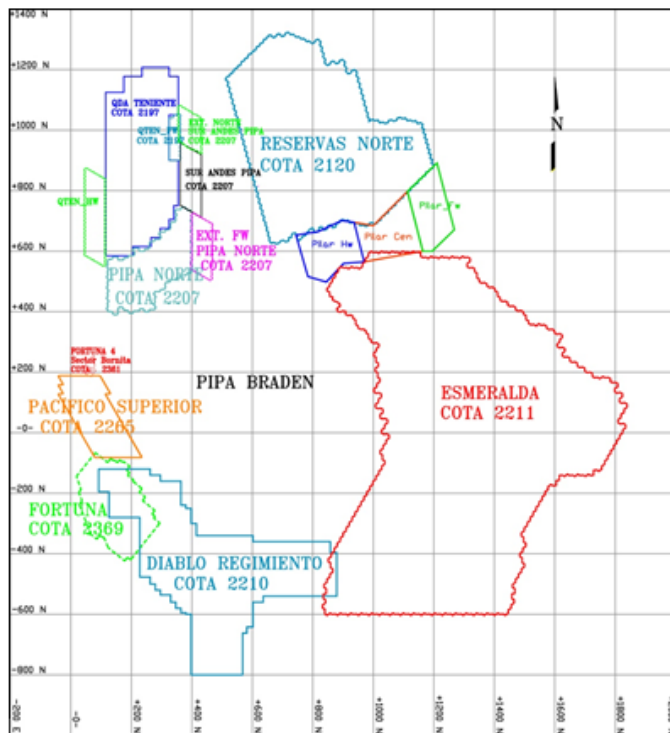 +1400 N
+1200 N
QDA TENIENTE
COTA 2197
EXT. NORTE
SUR ANDES PIPA
COTA 2207
QTEN_FW
COTA 2197
+1000 N
RESERVAS NORTE
COTA 2120
N
SUR ANDES PIPA
COTA 2207
+800 N
QTEN_HW
Pilar_Fw
EXT. FW
PIPA NORTE
COTA 2207
Pilar Hw
Pilar Cen
+600 N
PIPA NORTE
COTA 2207
+400 N
FORTUNA 4
Sector Bornita
COTA: 2361
+200 N
PIPA BRADEN
ESMERALDA
COTA 2211
PACIFICO SUPERIOR
COTA 2265
-0-
-200 N
FORTUNA
COTA 2369
-400 N
DIABLO REGIMIENTO
COTA 2210
-600 N
-800 N
-200 E
-0-
+200 N
+400 N
+600 N
+800 N
+1000 N
+1200 N
+1400 N
+1600 N
+1800 N